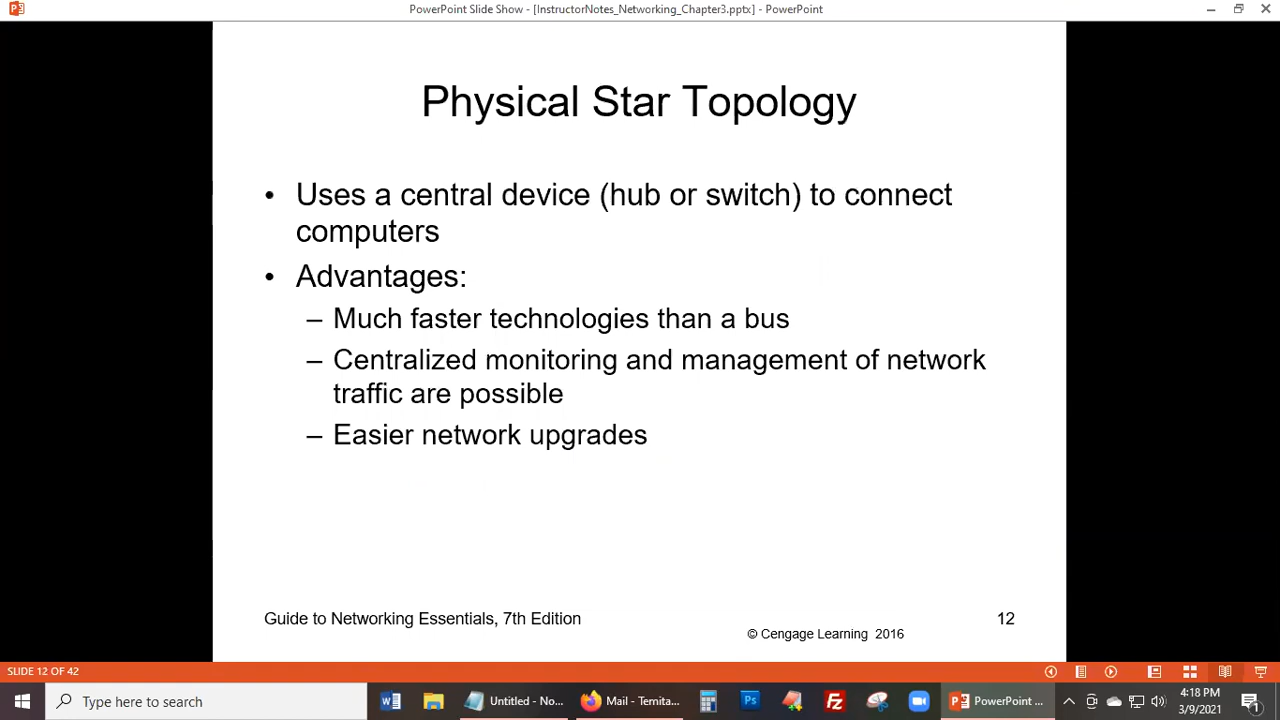 PowerPoint Slide Show - [InstructorNotes_Networking_Chapter3.pptx] - PowerPoint
Physical Star Topology
• Uses a central device (hub or switch) to connect
computers
• Advantages:
– Much faster technologies than a bus
– Centralized monitoring and management of network
traffic are possible
– Easier network upgrades
Guide to Networking Essentials, 7th Edition
12
© Cengage Learning 2016
SLIDE 12 OF 42
Type here to search
Untitled - No...
Mail - Temita...
PowerPoint ...
4:18 PM
3/9/2021
1